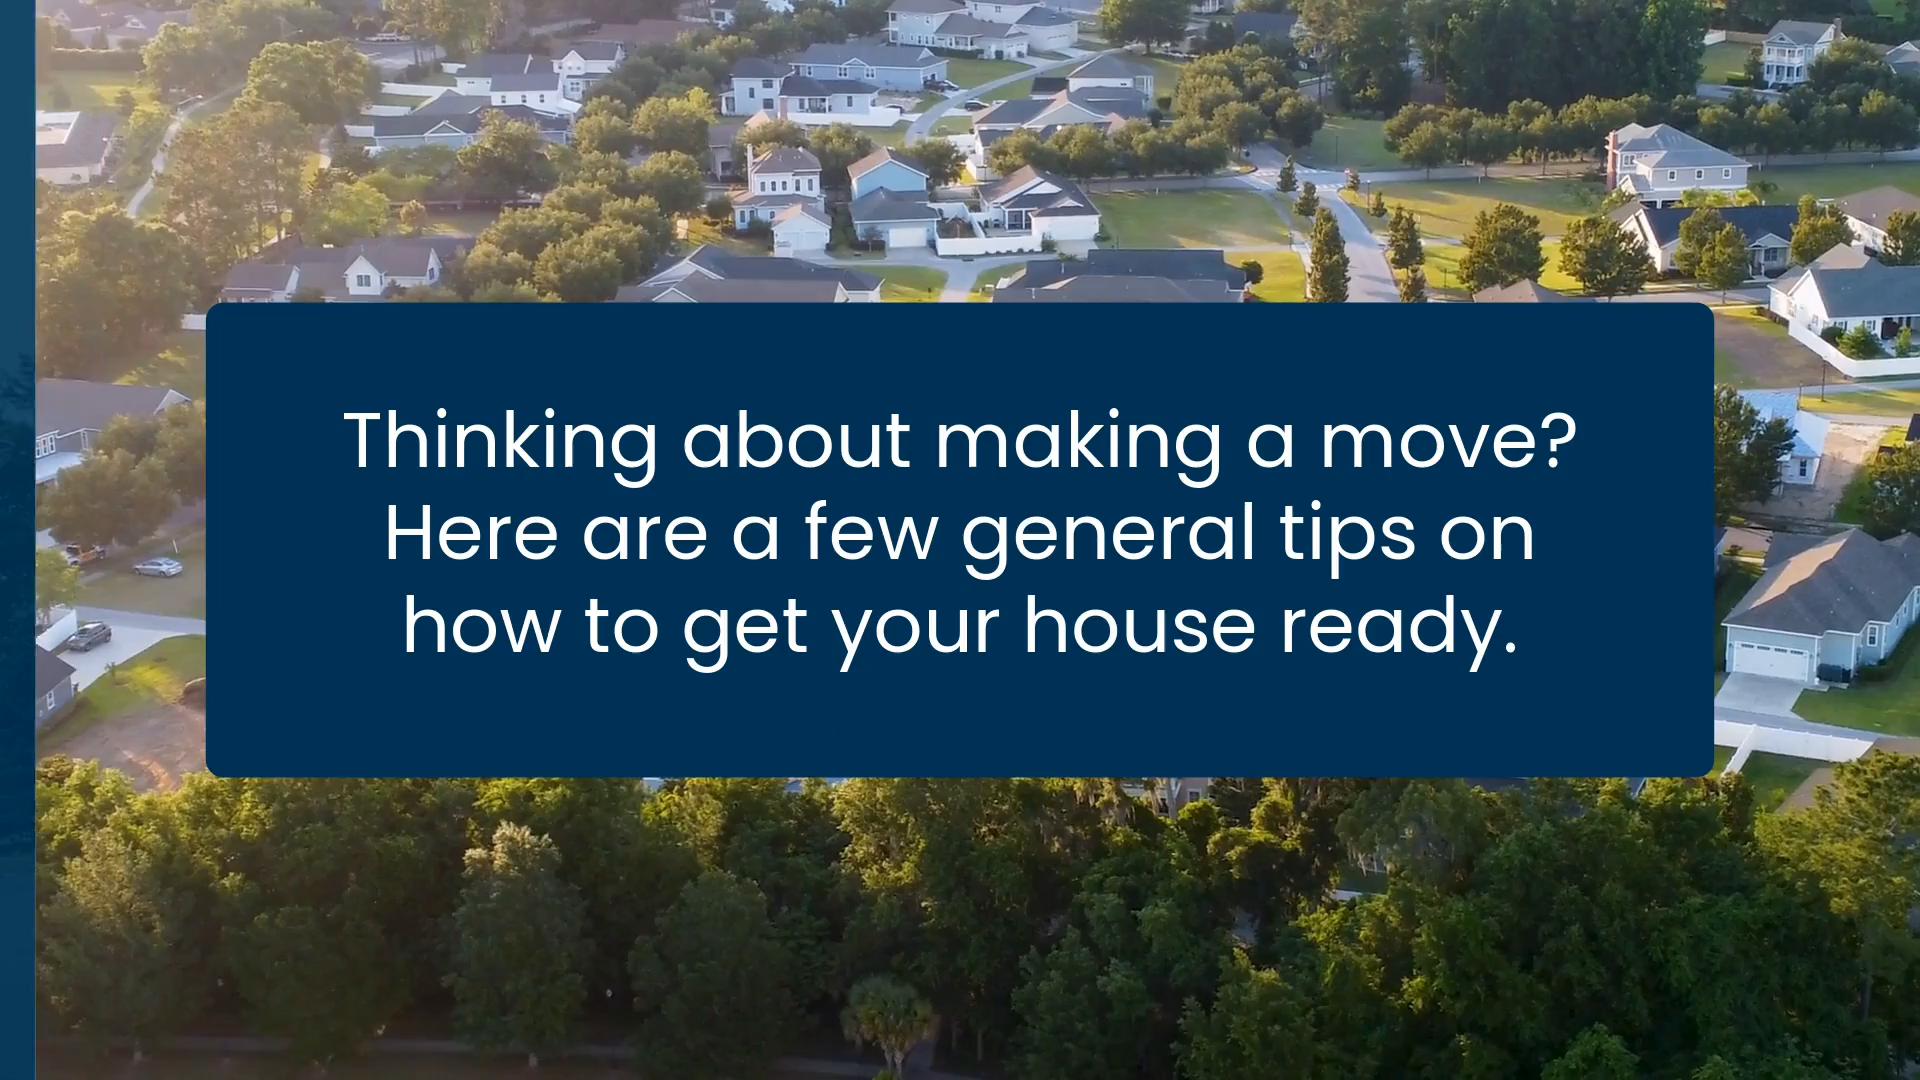 Thinking about making a move?
Here are a few general tips on
how to get your house ready.